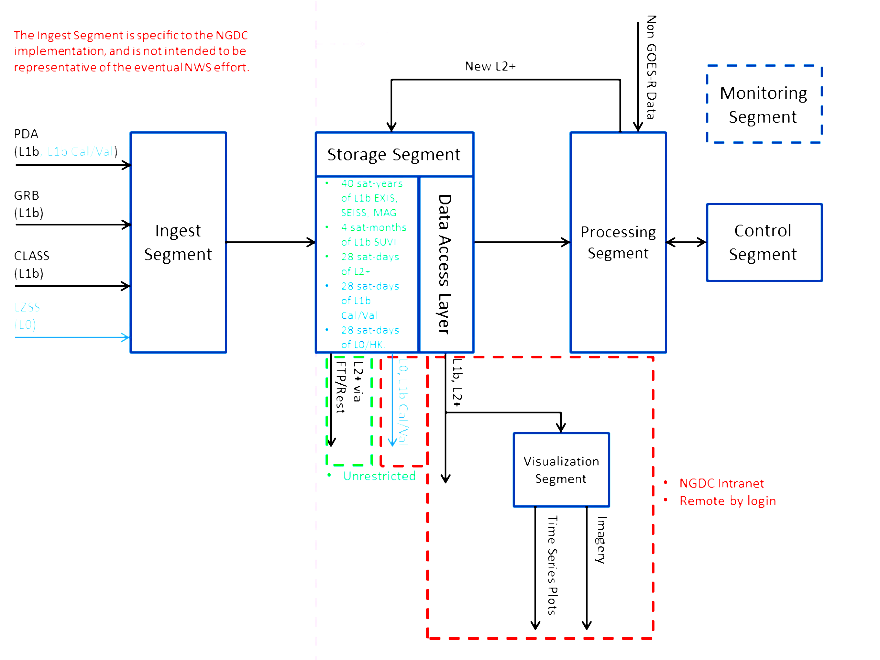 The Ingest Segment is specific to the NGDC
implementation, and is not intended to be
representative of the eventual NWS effort.
New L2+
Non GOES R Data
Monitoring
Segment
PDA
(L1b L1b Cal/Val)
GRB
(L1b)
CLASS
(L1b)
(L0)
Ingest
Segment
Storage Segment
• 40 sat-years
of L1b EXIS,
SEISS, MAG
• 4 sat-months
of L1b SUVI
• 28 sat-days
of L2+
• 28 sat-days
of L1b
Cal/Val
• 28 sat-days
of L0/HK
Data Access Layer
Processing
Segment
Control
Segment
L2+ via
FTP/Rest
L1b Cal/Val
L1b, L2+
• Unrestricted
Visualization
Segment
Time Series Plots
Imagery
• NGDC Intranet
• Remote by login